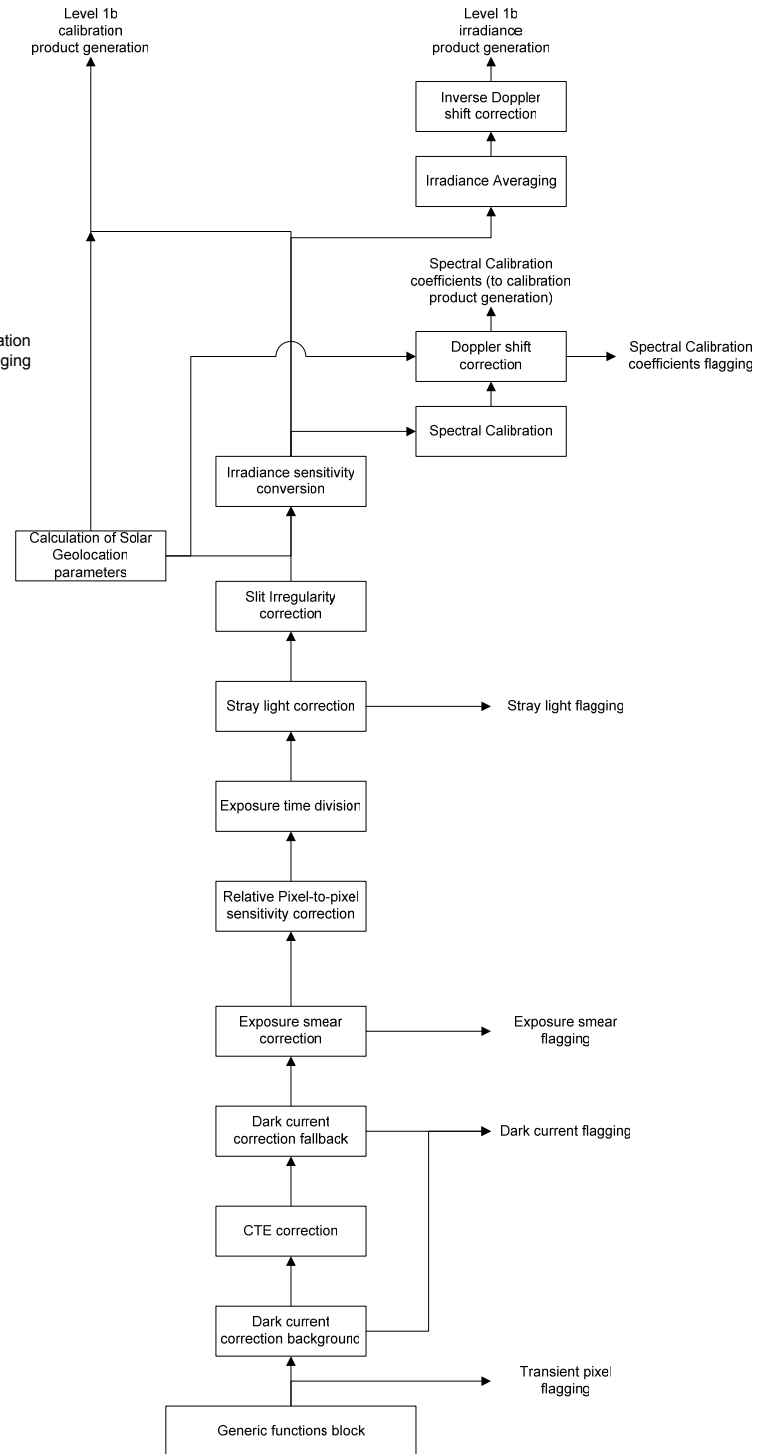 Level 1b
calibration
product generation
Level 1b
irradiance
product generation
Inverse Doppler
shift correction
Irradiance Averaging
Spectral Calibration
coefficients (to calibration
product generation)
Doppler shift
correction
Spectral Calibration
coefficients flagging
Spectral Calibration
Irradiance sensitivity
conversion
Calculation of Solar
Geolocation
parameters
Slit Irregularity
correction
Stray light correction
Stray light flagging
Exposure time division
Relative Pixel-to-pixel
sensitivity correction
Exposure smear
correction
Exposure smear
flagging
Dark current
correction fallback
Dark current flagging
CTE correction
Dark current
correction background
Transient pixel
flagging
Generic functions block